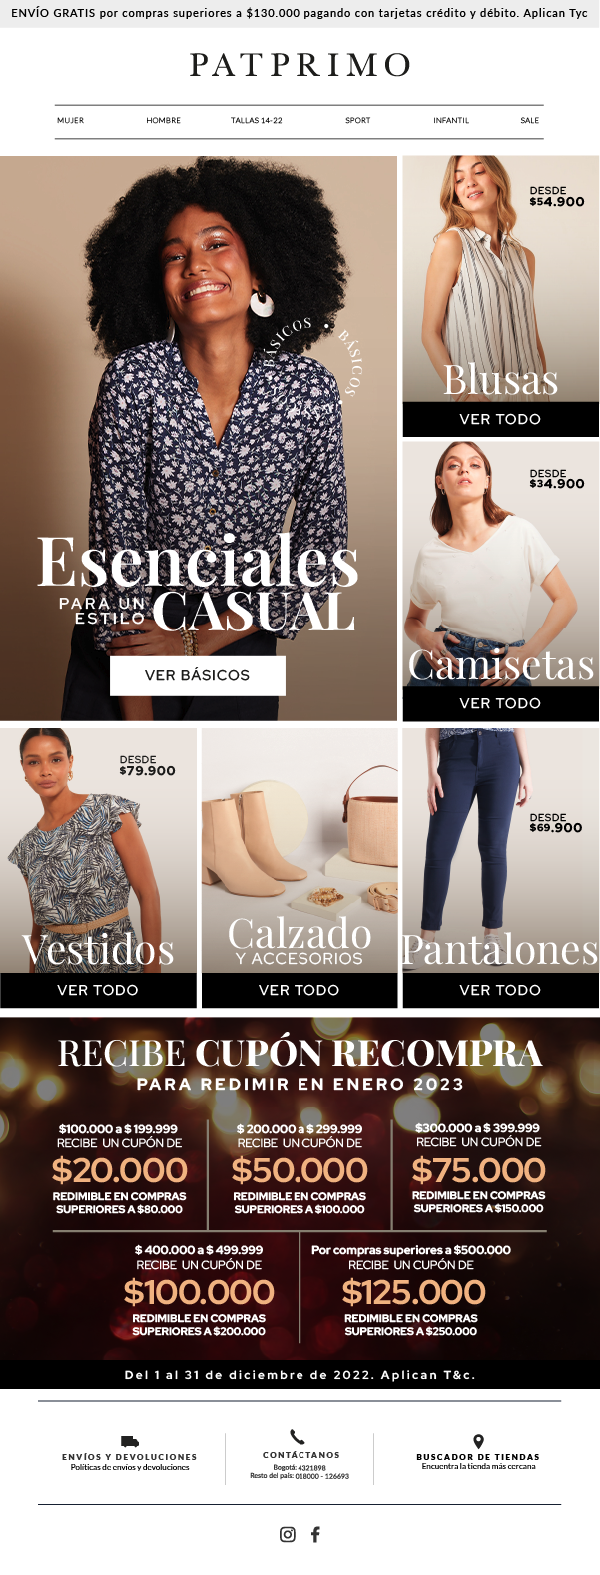 ENVÍO GRATIS por compras superiores a $130.000 pagando con tarjetas crédito y débito. Aplican Tyc
PATPRIMO
MUJER HOMBRE TALLAS 14-22 SPORT INFANTIL SALE
BÁSICOS • BÁSICOS
Esenciales
PARA UN
ESTILO CASUAL
VER BÁSICOS
DESDE
$54.900
Blusas
VER TODO
DESDE
$34.900
Camisetas
VER TODO
DESDE
$79.900
Vestidos
VER TODO
Calzado
Y ACCESORIOS
VER TODO
DESDE
$69.900
Pantalones
VER TODO
RECIBE CUPÓN RECOMPRA
PARA REDIMIR EN ENERO 2023
$100.000 a $ 199.999
RECIBE UN CUPÓN DE
$20.000
REDIMIBLE EN COMPRAS
SUPERIORES A $80.000
$ 200.000 a $ 299.999
RECIBE UN CUPÓN DE
$50.000
REDIMIBLE EN COMPRAS
SUPERIORES A $100.000
$300.000 a $ 399.999
RECIBE UN CUPÓN DE
$75.000
REDIMIBLE EN COMPRAS
SUPERIORES A $150.000
$ 400.000 a $ 499.999
RECIBE UN CUPÓN DE
$100.000
REDIMIBLE EN COMPRAS
SUPERIORES A $200.000
Por compras superiores a $500.000
RECIBE UN CUPÓN DE
$125.000
REDIMIBLE EN COMPRAS
SUPERIORES A $250.000
Del 1 al 31 de diciembre de 2022. Aplican T&c.
ENVÍOS Y DEVOLUCIONES
Políticas de envíos y devoluciones
CONTÁCTANOS
Bogotá: 4321898
Resto del país: 018000 - 126693
BUSCADOR DE TIENDAS
Encuentra la tienda más cercana